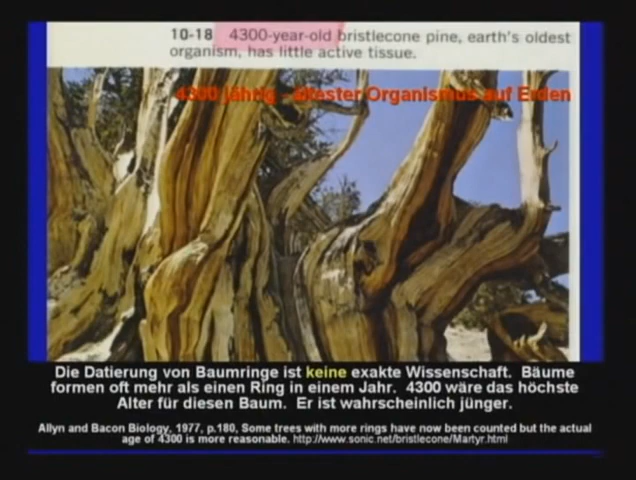 10-18 4300-year-old bristlecone pine, earth's oldest
organism, has little active tissue.
4300 jährig - ältester Organismus auf Erden
Die Datierung von Baumringe ist keine exakte Wissenschaft. Bäume
formen oft mehr als einen Ring in einem Jahr. 4300 wäre das höchste
Alter für diesen Baum. Er ist wahrscheinlich jünger.
Allyn and Bacon Biology, 1977, p.180, Some trees with more rings have now been counted but the actual
age of 4300 is more reasonable. http://www.sonic.net/bristlecone/Martyr.html